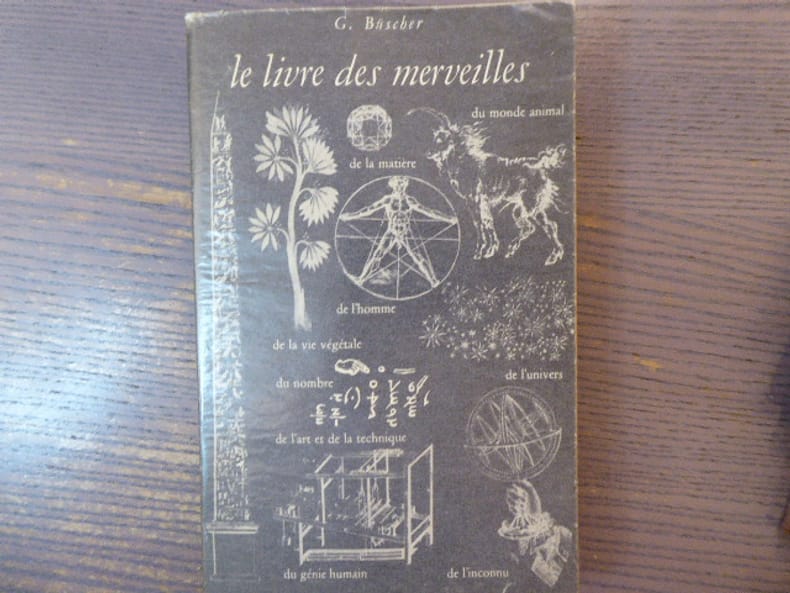 G. Büscher
le livre des merveilles
du monde animal
de la matière
de l'homme
de la vie végétale
du nombre
de l'univers
de l'art et de la technique
du génie humain
de l'inconnu